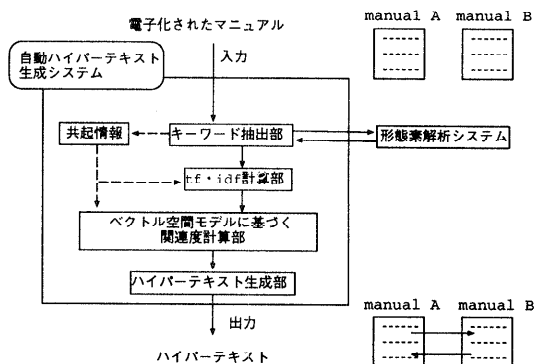 電子化されたマニュアル
manual A
manual B
自動ハイパーテキスト
生成システム
入力
共起情報
キーワード抽出部
形態素解析システム
tf・idf計算部
ベクトル空間モデルに基づく
関連度計算部
ハイパーテキスト生成部
出力
manual A
manual B
ハイパーテキスト